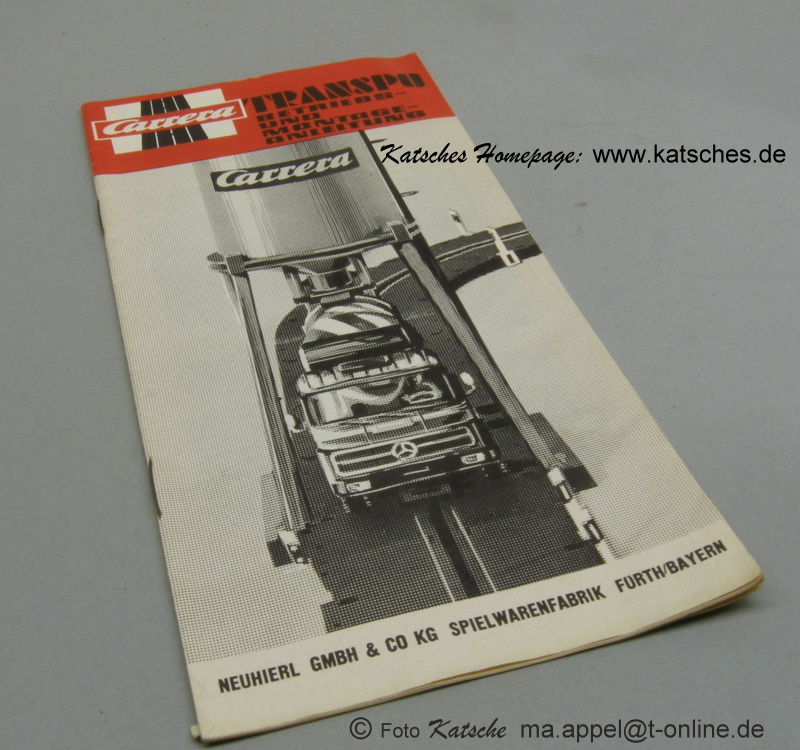 Carrera
TRANSPO
BETRIEBS-
UND
MONTAGE-
ANLEITUNG
Katsches Homepage: www.katsches.de
Carrera
NEUHIERL GMBH & CO KG SPIELWARENFABRIK FÜRTH/BAYERN
© Foto Katsche ma.appel@t-online.de